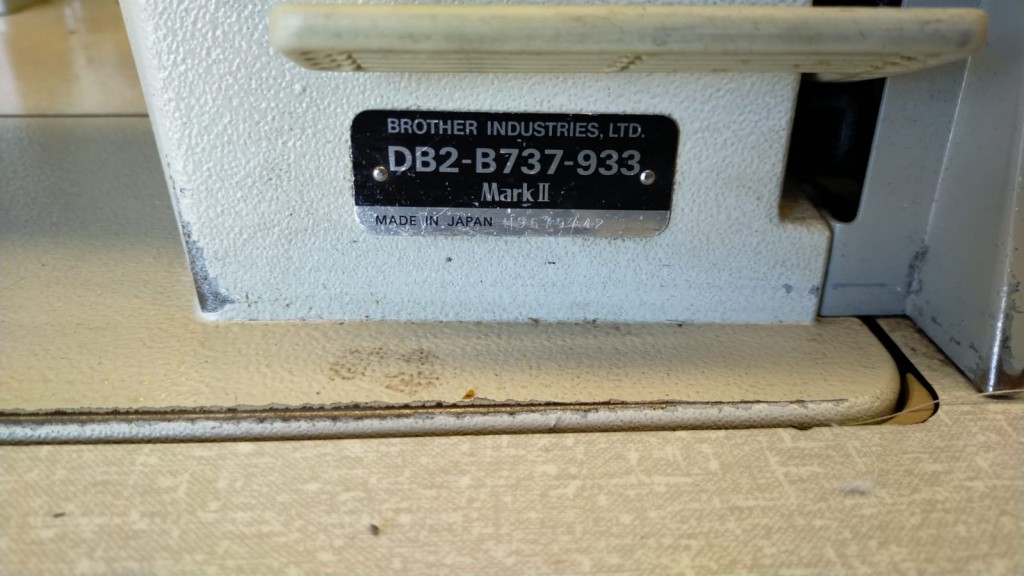 BROTHER INDUSTRIES, LTD.
DB2-B737-933
Mark II
MADE IN JAPAN